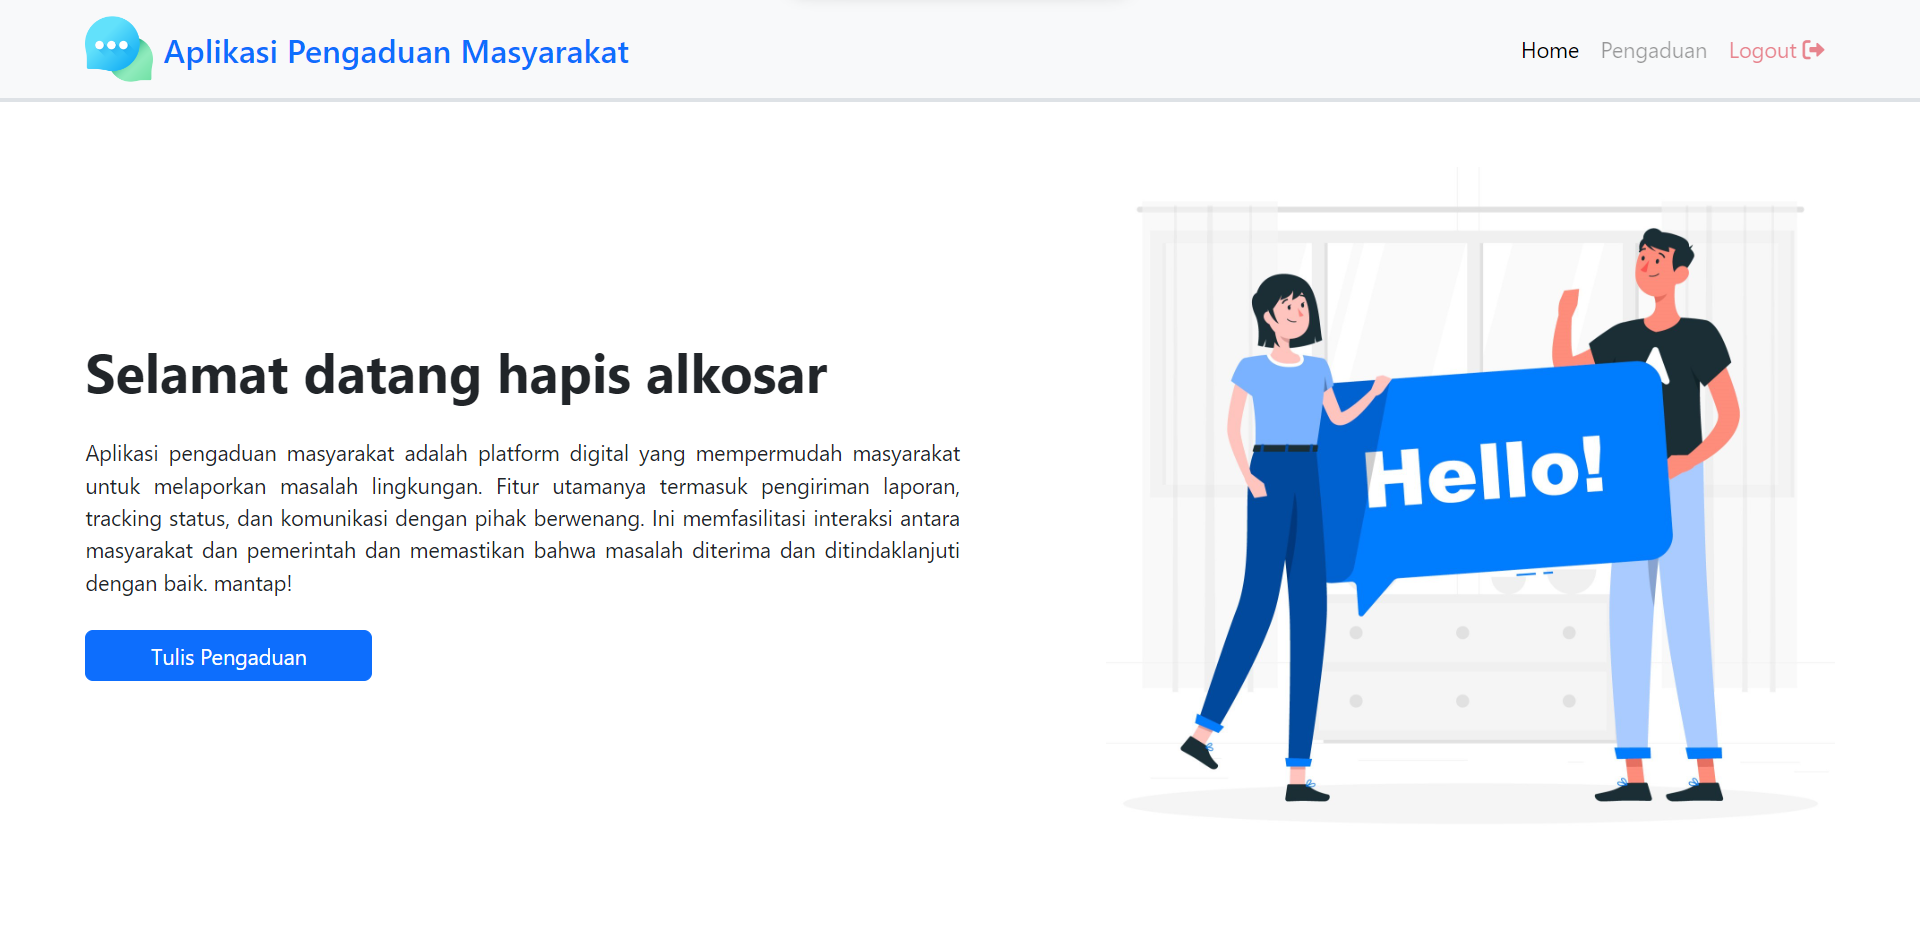 Aplikasi Pengaduan Masyarakat
Home Pengaduan Logout
Selamat datang hapis alkosar
Aplikasi pengaduan masyarakat adalah platform digital yang mempermudah masyarakat
untuk melaporkan masalah lingkungan. Fitur utamanya termasuk pengiriman laporan,
tracking status, dan komunikasi dengan pihak berwenang. Ini memfasilitasi interaksi antara
masyarakat dan pemerintah dan memastikan bahwa masalah diterima dan ditindaklanjuti
dengan baik. mantap!
Tulis Pengaduan
Hello!